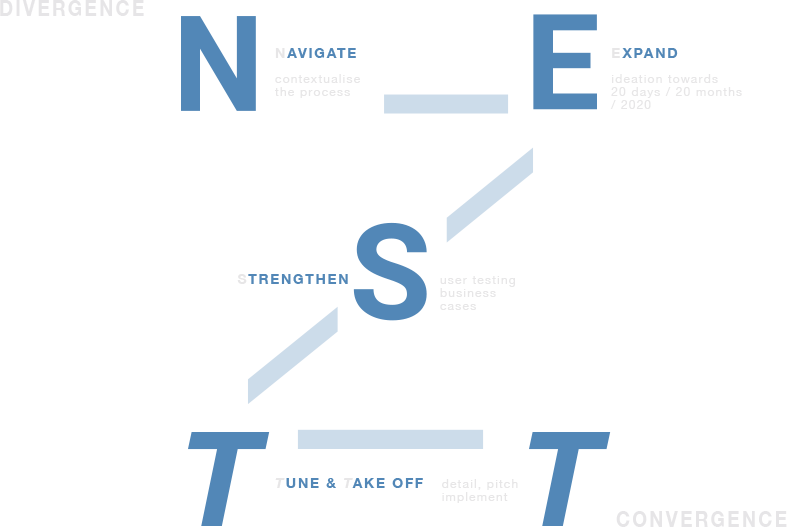 DIVERGENCE
N
NAVIGATE
contextualise
the process
E
EXPAND
ideation towards
20 days / 20 months
/ 2020
STRENGTHEN
S
user testing
business
cases
T
TUNE & TAKE OFF
detail, pitch
implement
T
CONVERGENCE